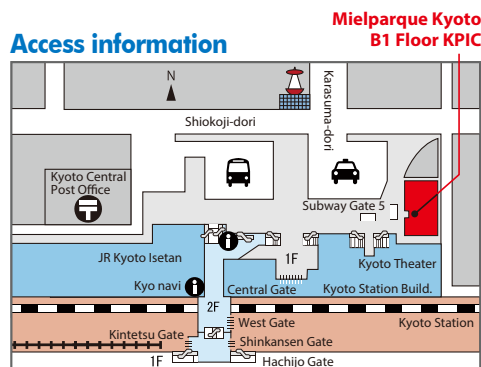 Access information
Mielparque Kyoto
B1 Floor KPIC
N
Karasuma-dori
Shiokoji-dori
Kyoto Central
Post Office
Subway Gate 5
JR Kyoto Isetan
1F
Kyoto Theater
Kyo navi
Central Gate
Kyoto Station Build.
2F
West Gate
Kyoto Station
Kintetsu Gate
Shinkansen Gate
1F
Hachijo Gate